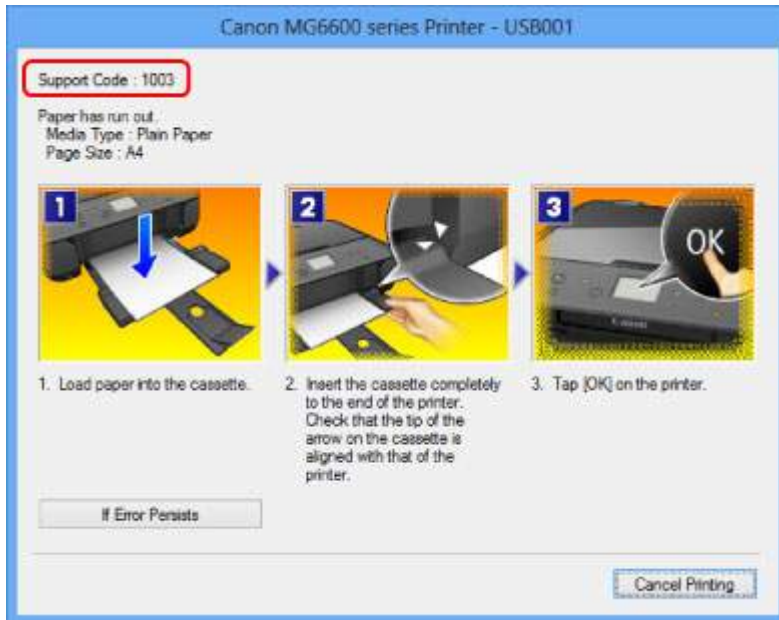 Canon MG6600 series Printer - USB001
Support Code : 1003
Paper has run out.
Media Type : Plain Paper
Page Size : A4
1
2
3
OK
Canon
1. Load paper into the cassette.
2. Insert the cassette completely
to the end of the printer.
Check that the tip of the
arrow on the cassette is
aligned with that of the
printer.
3. Tap [OK] on the printer.
If Error Persists
Cancel Printing